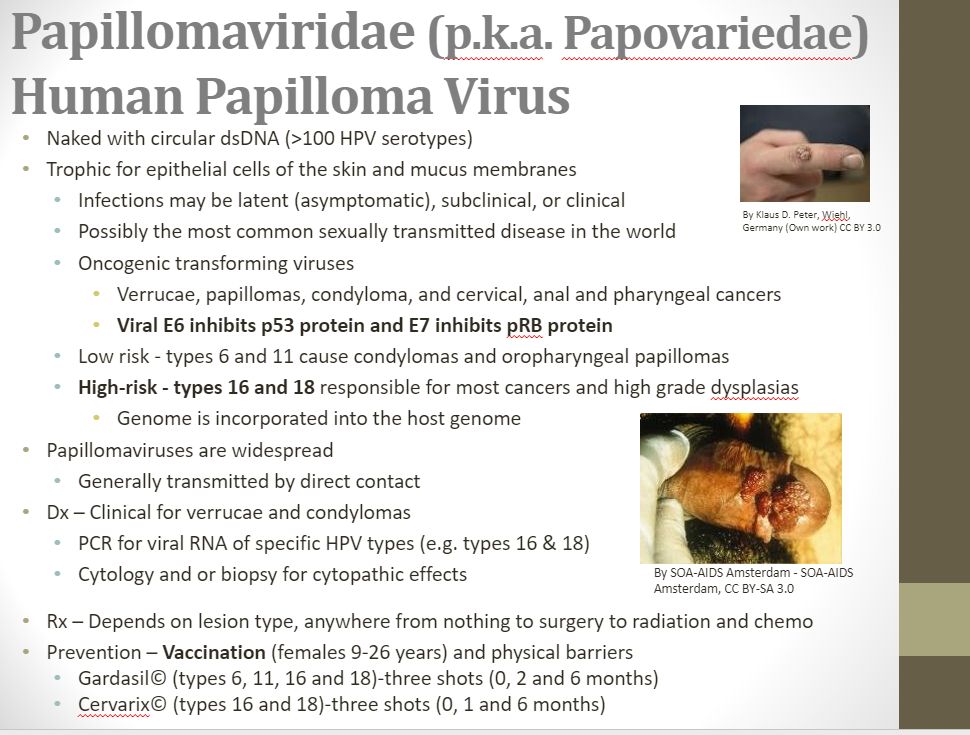 Papillomaviridae (p.k.a. Papovariedae)
Human Papilloma Virus
• Naked with circular dsDNA (>100 HPV serotypes)
• Trophic for epithelial cells of the skin and mucus membranes
• Infections may be latent (asymptomatic), subclinical, or clinical
• Possibly the most common sexually transmitted disease in the world
• Oncogenic transforming viruses
• Verrucae, papillomas, condyloma, and cervical, anal and pharyngeal cancers
• Viral E6 inhibits p53 protein and E7 inhibits pRB protein
• Low risk - types 6 and 11 cause condylomas and oropharyngeal papillomas
• High-risk - types 16 and 18 responsible for most cancers and high grade dysplasias
• Genome is incorporated into the host genome
• Papillomaviruses are widespread
• Generally transmitted by direct contact
• Dx – Clinical for verrucae and condylomas
• PCR for viral RNA of specific HPV types (e.g. types 16 & 18)
• Cytology and or biopsy for cytopathic effects
• Rx – Depends on lesion type, anywhere from nothing to surgery to radiation and chemo
• Prevention – Vaccination (females 9-26 years) and physical barriers
• Gardasil© (types 6, 11, 16 and 18)-three shots (0, 2 and 6 months)
• Cervarix© (types 16 and 18)-three shots (0, 1 and 6 months)
By Klaus D. Peter, Wiehl,
Germany (Own work) CC BY 3.0
By SOA-AIDS Amsterdam - SOA-AIDS
Amsterdam, CC BY-SA 3.0